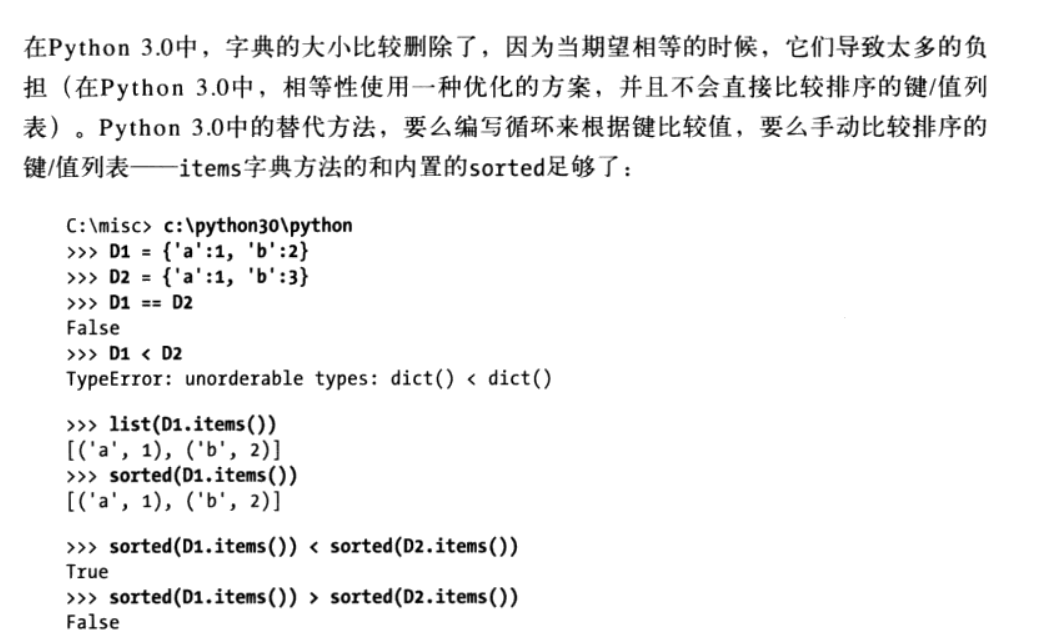 在Python 3.0中，字典的大小比较删除了，因为当期望相等的时候，它们导致太多的负
担（在Python 3.0中，相等性使用一种优化的方案，并且不会直接比较排序的键/值列
表）。Python 3.0中的替代方法，要么编写循环来根据键比较值，要么手动比较排序的
键/值列表——items字典方法的和内置的sorted足够了：
C:\misc> c:\python30\python
>>> D1 = {'a':1, 'b':2}
>>> D2 = {'a':1, 'b':3}
>>> D1 == D2
False
>>> D1 < D2
TypeError: unorderable types: dict() < dict()
>>> list(D1.items())
[('a', 1), ('b', 2)]
>>> sorted(D1.items())
[('a', 1), ('b', 2)]
>>> sorted(D1.items()) < sorted(D2.items())
True
>>> sorted(D1.items()) > sorted(D2.items())
False